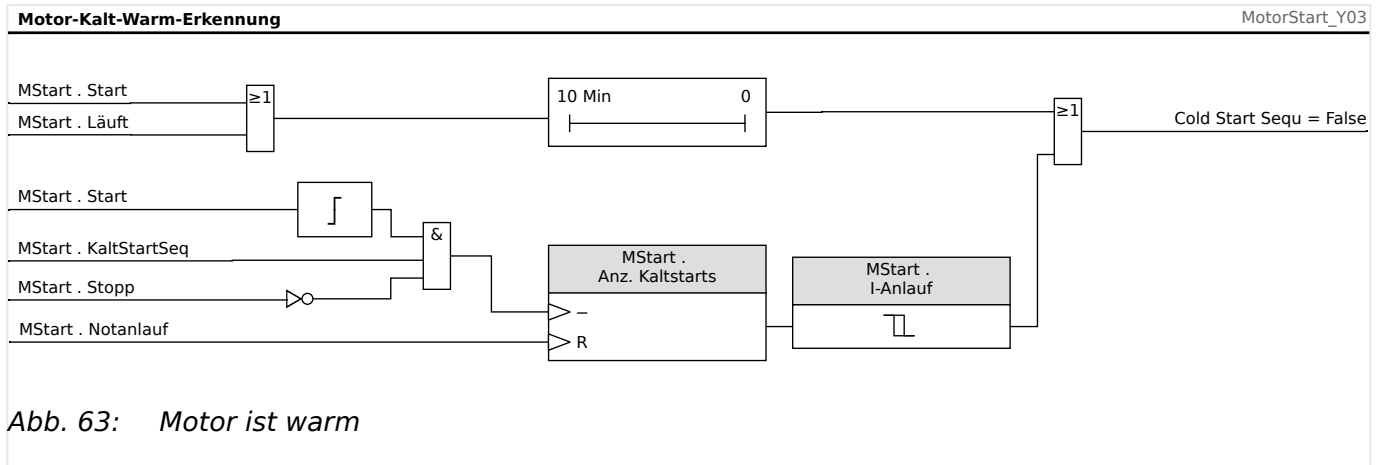 Motor-Kalt-Warm-Erkennung
MotorStart_Y03
MStart . Start
≥1
MStart . Läuft
10 Min 0
≥1
Cold Start Sequ = False
MStart . Start
MStart . KaltStartSeq
&
MStart . Stopp
MStart . Notanlauf
MStart .
Anz. Kaltstarts
−
R
MStart .
I-Anlauf
Abb. 63: Motor ist warm